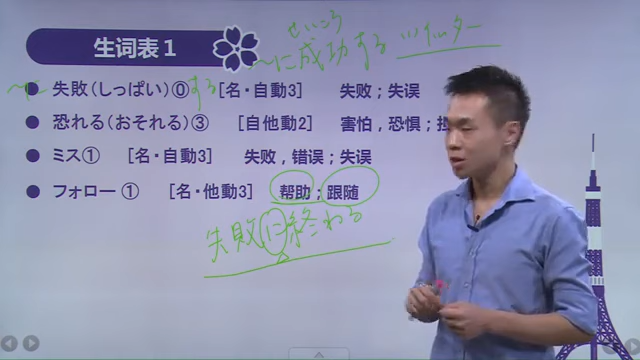 生词表 1
せいこう
～に成功する ツイッター
～に
● 失敗（しっぱい）⓪ する [名・自動3] 失败；失误
● 恐れる（おそれる）③ [自他動2] 害怕，恐惧；
● ミス① [名・自動3] 失败，错误；失误
● フォロー ① [名・他動3] 帮助；跟随
失敗に終わる